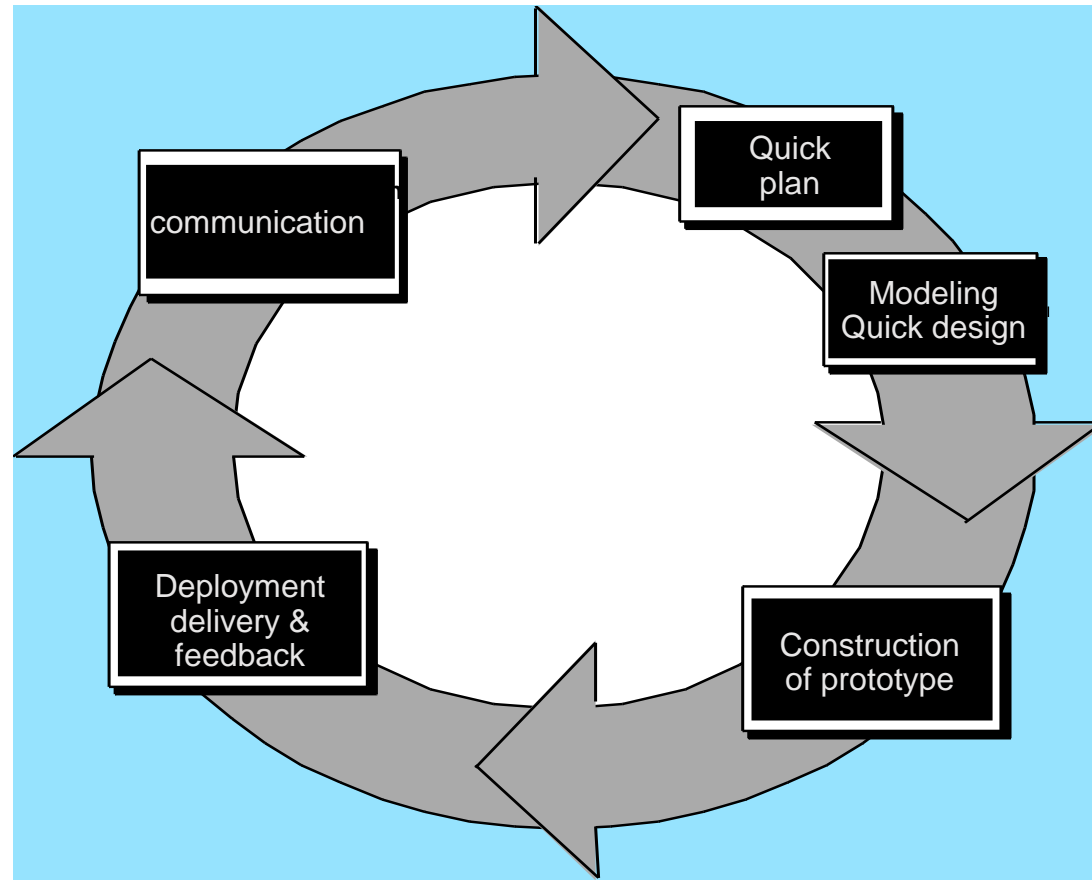 communication
Quick
plan
Modeling
Quick design
Construction
of prototype
Deployment
delivery &
feedback